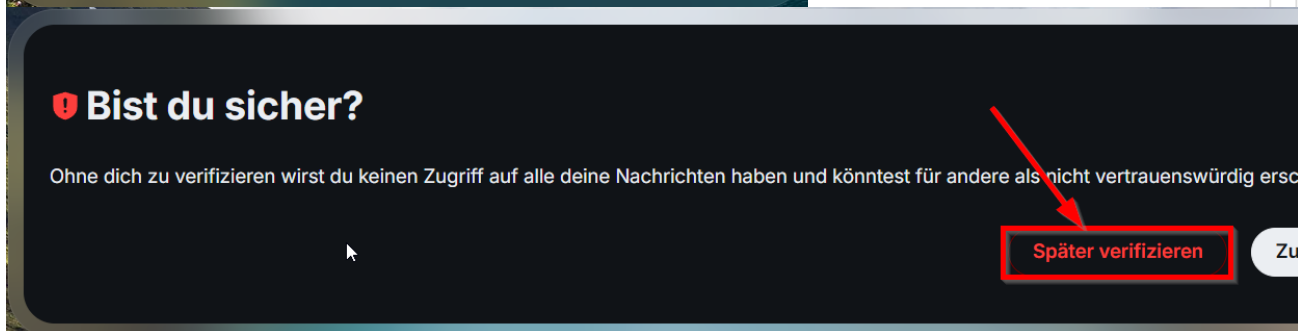 Bist du sicher?
Ohne dich zu verifizieren wirst du keinen Zugriff auf alle deine Nachrichten haben und könntest für andere als nicht vertrauenswürdig
Später verifizieren